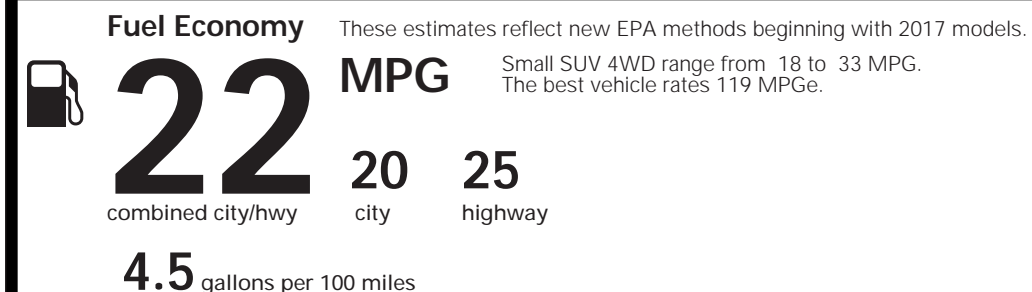 Fuel Economy These estimates reflect new EPA methods beginning with 2017 models.
22 MPG
Small SUV 4WD range from 18 to 33 MPG.
The best vehicle rates 119 MPGe.
20 25
combined city/hwy city highway
4.5 gallons per 100 miles